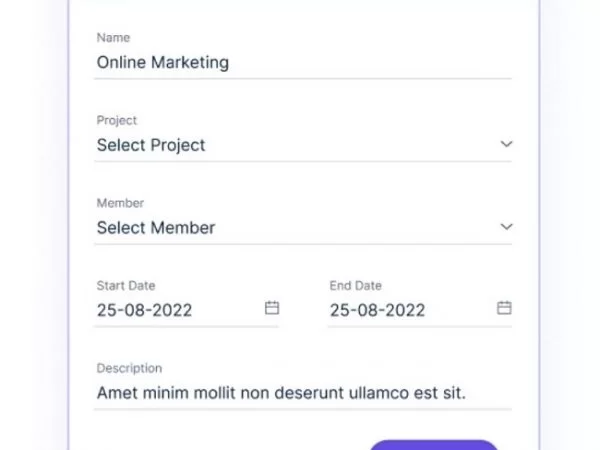 Name
Online Marketing
Project
Select Project
Member
Select Member
Start Date
End Date
25-08-2022
25-08-2022
Description
Amet minim mollit non deserunt ullamco est sit.